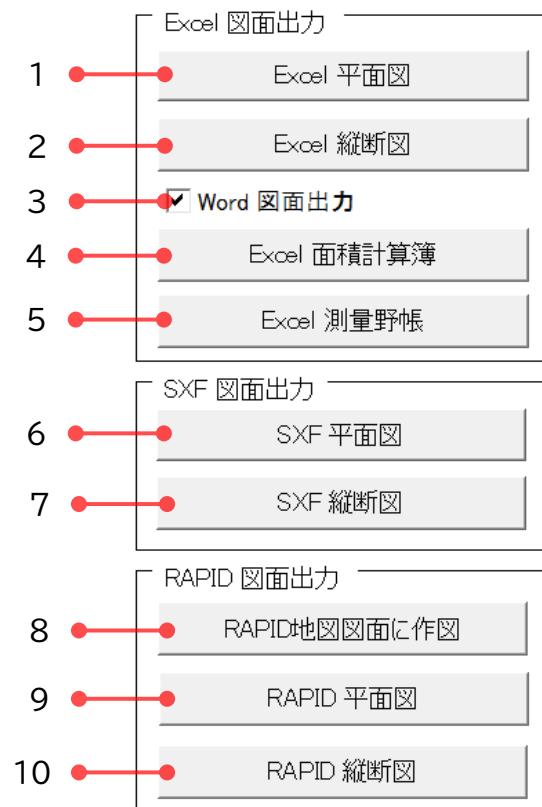 Excel 図面出力
1 Excel 平面図
2 Excel 縦断図
3 Word 図面出力
4 Excel 面積計算簿
5 Excel 測量野帳
SXF 図面出力
6 SXF 平面図
7 SXF 縦断図
RAPID 図面出力
8 RAPID地図図面に作図
9 RAPID 平面図
10 RAPID 縦断図